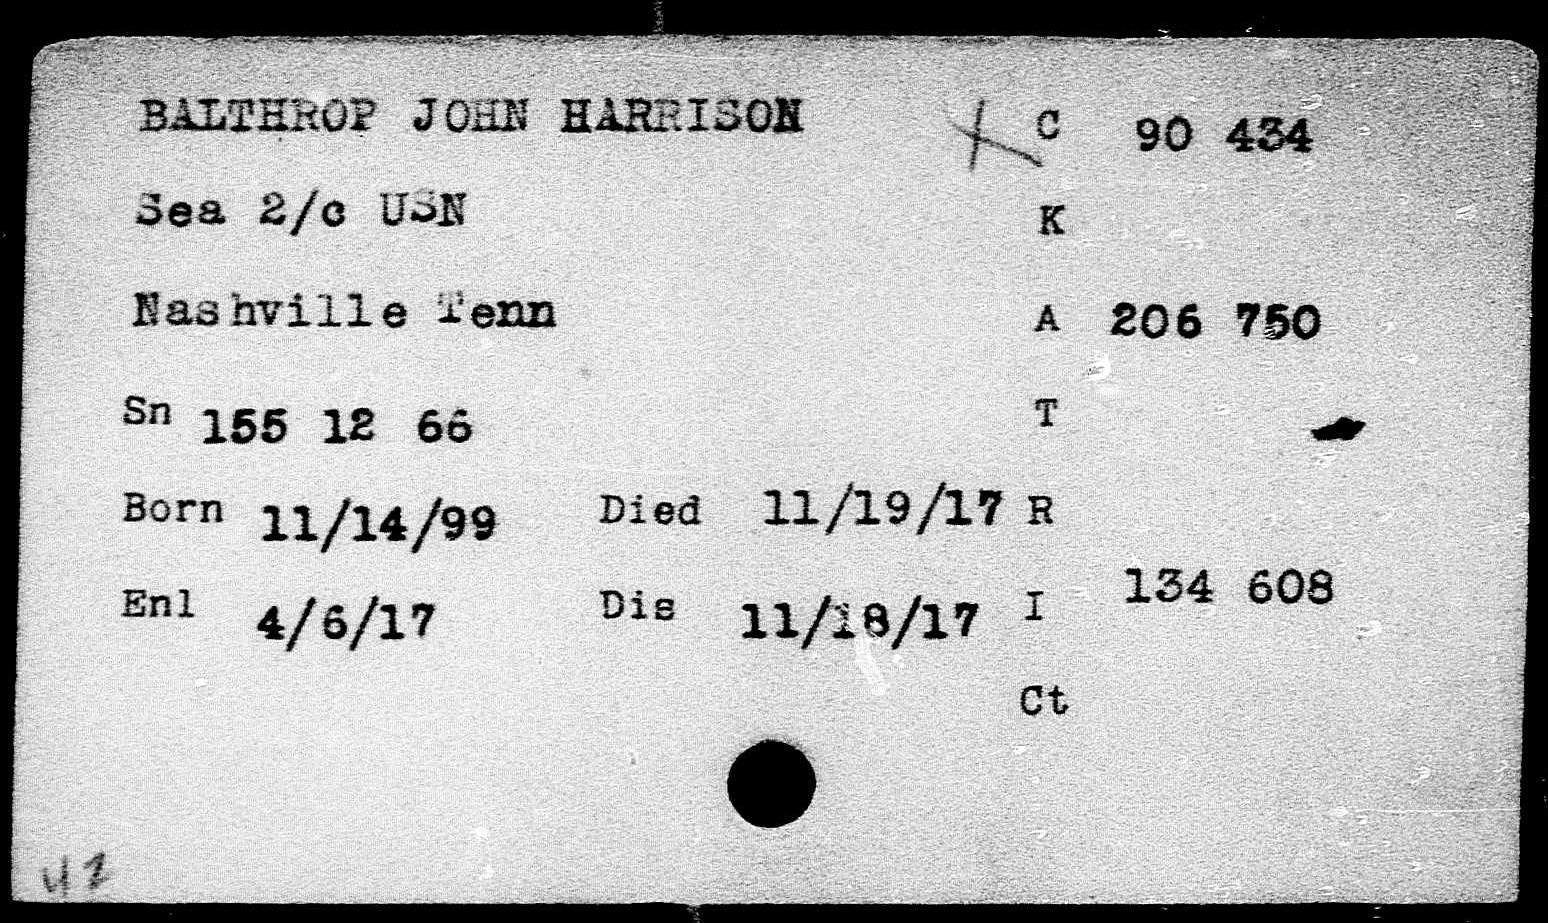 BALTHROP JOHN HARRISON C 90 434
Sea 2/c USN K
Nashville Tenn A 206 750
Sn 155 12 66 T
Born 11/14/99 Died 11/19/17 R
Enl 4/6/17 Dis 11/18/17 I 134 608
Ct
42